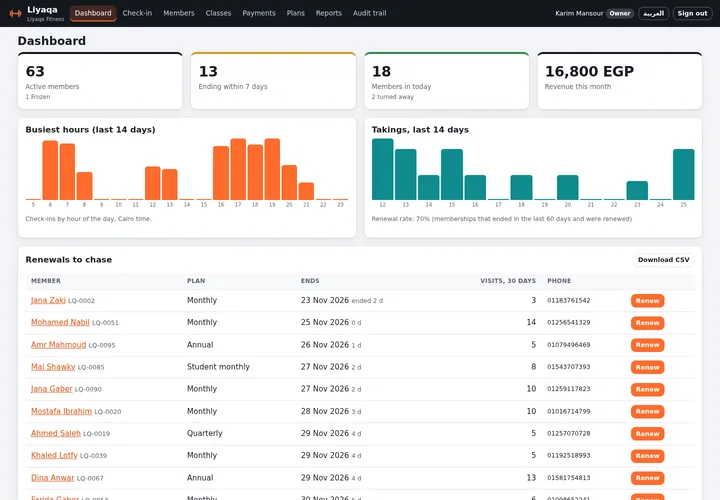 Liyaqa
Liyaqa Fitness
Dashboard Check-in Members Classes Payments Plans Reports Audit trail
Karim Mansour Owner العربية Sign out
Dashboard
63
Active members
1 Frozen
13
Ending within 7 days
18
Members in today
2 turned away
16,800 EGP
Revenue this month
Busiest hours (last 14 days)
5 6 7 8 9 10 11 12 13 14 15 16 17 18 19 20 21 22 23
Check-ins by hour of the day, Cairo time.
Takings, last 14 days
12 13 14 15 16 17 18 19 20 21 22 23 24 25
Renewal rate: 70% (memberships that ended in the last 60 days and were renewed)
Renewals to chase
Download CSV
MEMBER PLAN ENDS VISITS, 30 DAYS PHONE
Jana Zaki LQ-0002 Monthly 23 Nov 2026 ended 2 d 3 01183761542 Renew
Mohamed Nabil LQ-0051 Monthly 25 Nov 2026 0 d 14 01256541329 Renew
Amr Mahmoud LQ-0095 Annual 26 Nov 2026 1 d 5 01079496469 Renew
Mai Shawky LQ-0085 Student monthly 27 Nov 2026 2 d 8 01543707393 Renew
Jana Gaber LQ-0090 Monthly 27 Nov 2026 2 d 10 01259117823 Renew
Mostafa Ibrahim LQ-0020 Monthly 28 Nov 2026 3 d 10 01016714799 Renew
Ahmed Saleh LQ-0019 Quarterly 29 Nov 2026 4 d 5 01257070728 Renew
Khaled Lotfy LQ-0039 Monthly 29 Nov 2026 4 d 5 01192518993 Renew
Dina Anwar LQ-0067 Annual 29 Nov 2026 4 d 13 01581754813 Renew
Farida Gaber Monthly 30 Nov 2026 5 d 6 Renew